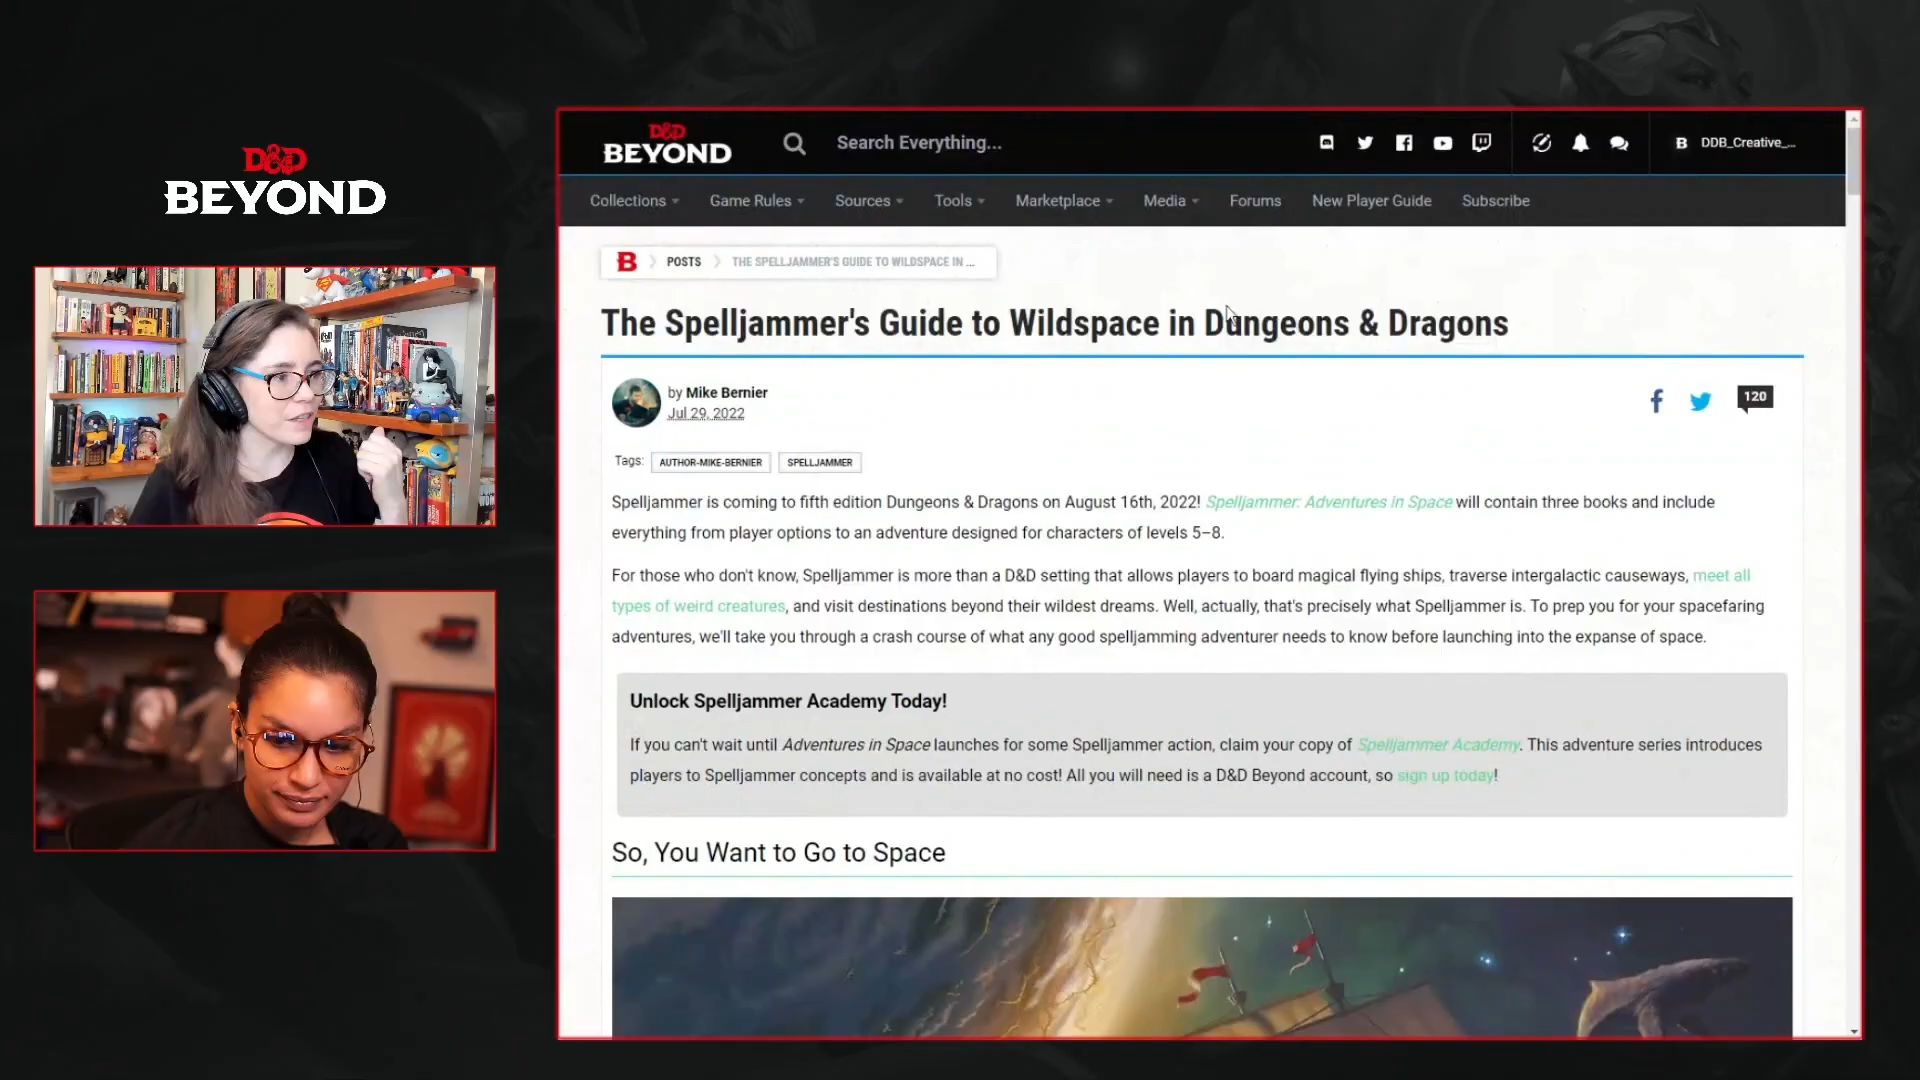 D&D
BEYOND
D&D
BEYOND
Search Everything...
B DDB_Creative_...
Collections Game Rules Sources Tools Marketplace Media Forums New Player Guide Subscribe
B POSTS THE SPELLJAMMER'S GUIDE TO WILDSPACE IN ...
The Spelljammer's Guide to Wildspace in Dungeons & Dragons
by Mike Bernier
Jul 29, 2022
120
Tags: AUTHOR-MIKE-BERNIER SPELLJAMMER
Spelljammer is coming to fifth edition Dungeons & Dragons on August 16th, 2022! Spelljammer: Adventures in Space will contain three books and include
everything from player options to an adventure designed for characters of levels 5–8.
For those who don't know, Spelljammer is more than a D&D setting that allows players to board magical flying ships, traverse intergalactic causeways, meet all
types of weird creatures, and visit destinations beyond their wildest dreams. Well, actually, that's precisely what Spelljammer is. To prep you for your spacefaring
adventures, we'll take you through a crash course of what any good spelljamming adventurer needs to know before launching into the expanse of space.
Unlock Spelljammer Academy Today!
If you can't wait until Adventures in Space launches for some Spelljammer action, claim your copy of Spelljammer Academy. This adventure series introduces
players to Spelljammer concepts and is available at no cost! All you will need is a D&D Beyond account, so sign up today!
So, You Want to Go to Space